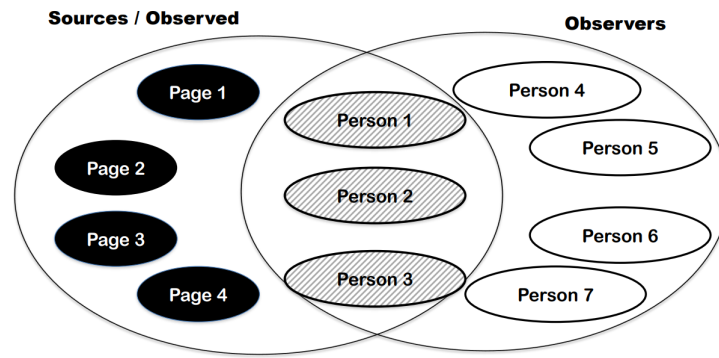 Sources / Observed
Observers
Page 1
Page 2
Page 3
Page 4
Person 1
Person 2
Person 3
Person 4
Person 5
Person 6
Person 7